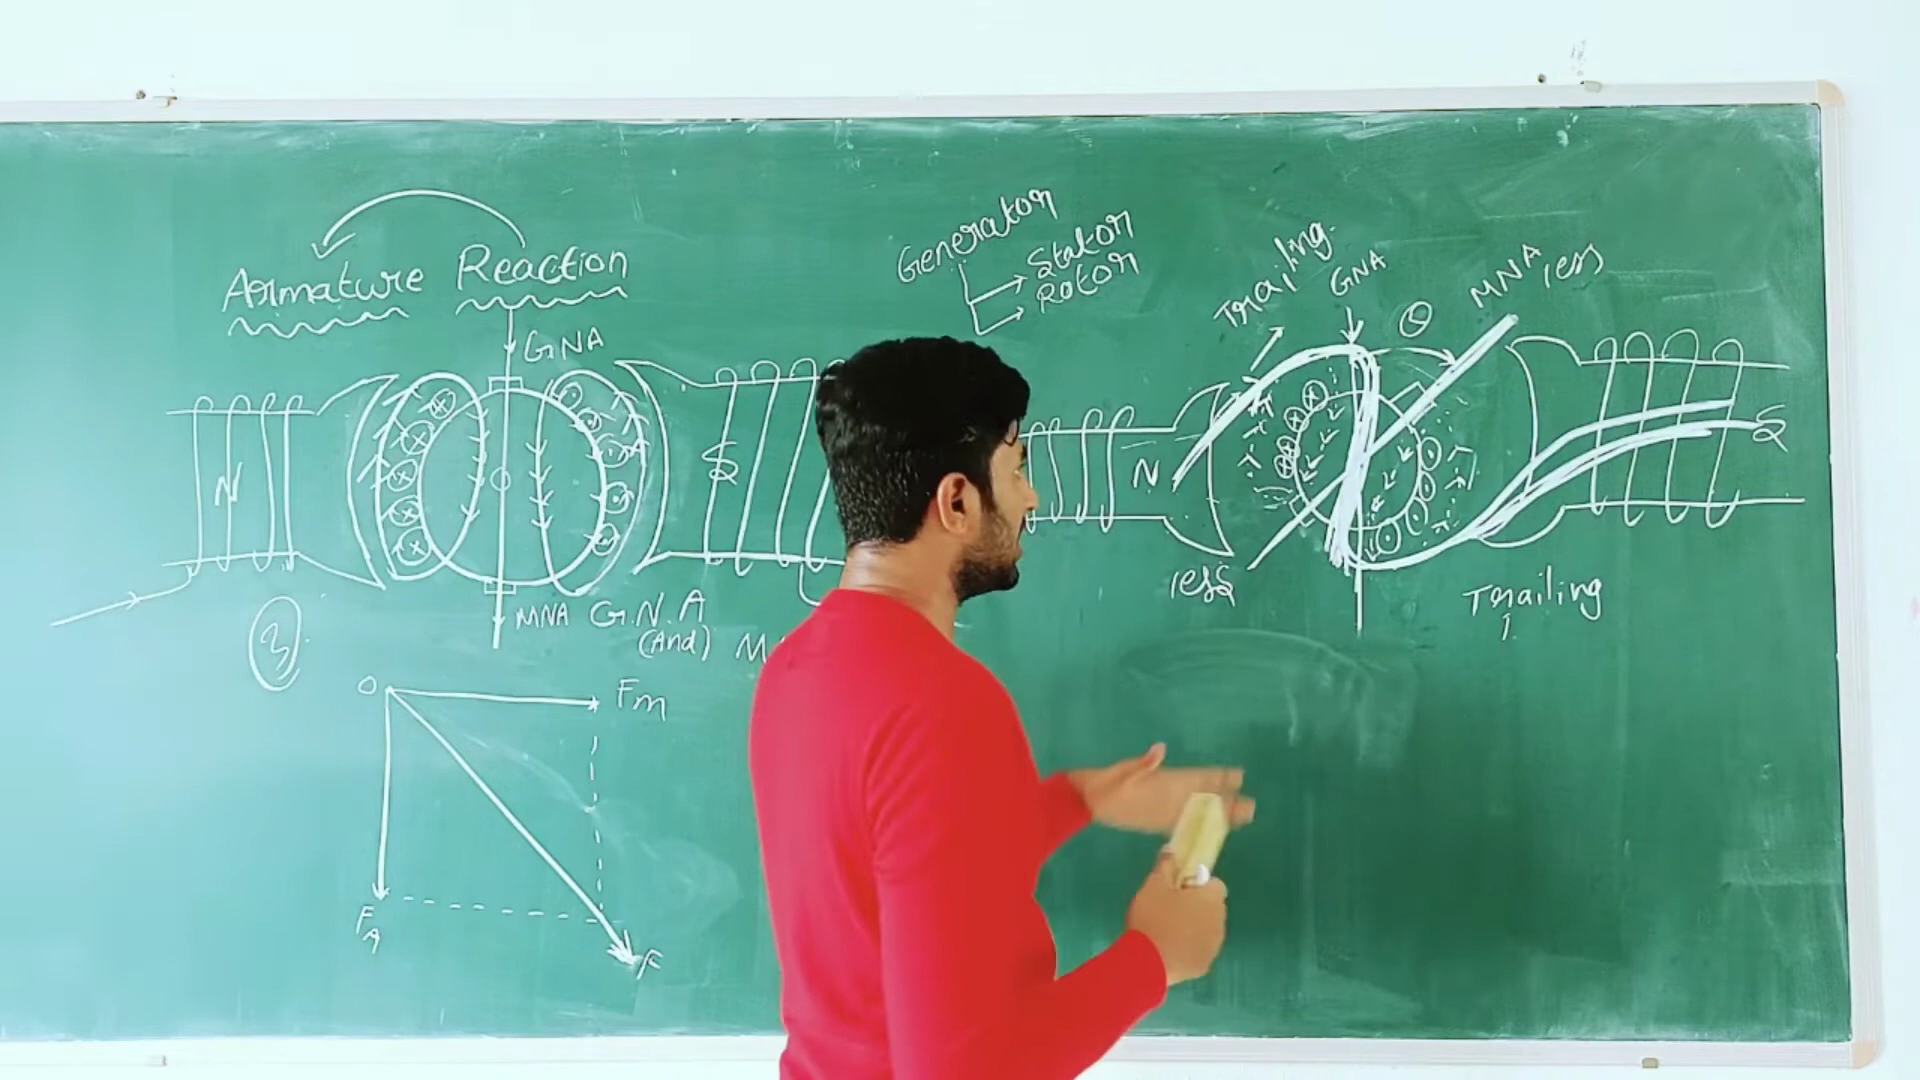 Armature Reaction
GNA
N
S
3
MNA G.N.A
(And) M
O
Fm
FA
F
Generator
Stator
Rotor
Trailing
GNA
θ
MNA less
N
S
less
Trailing